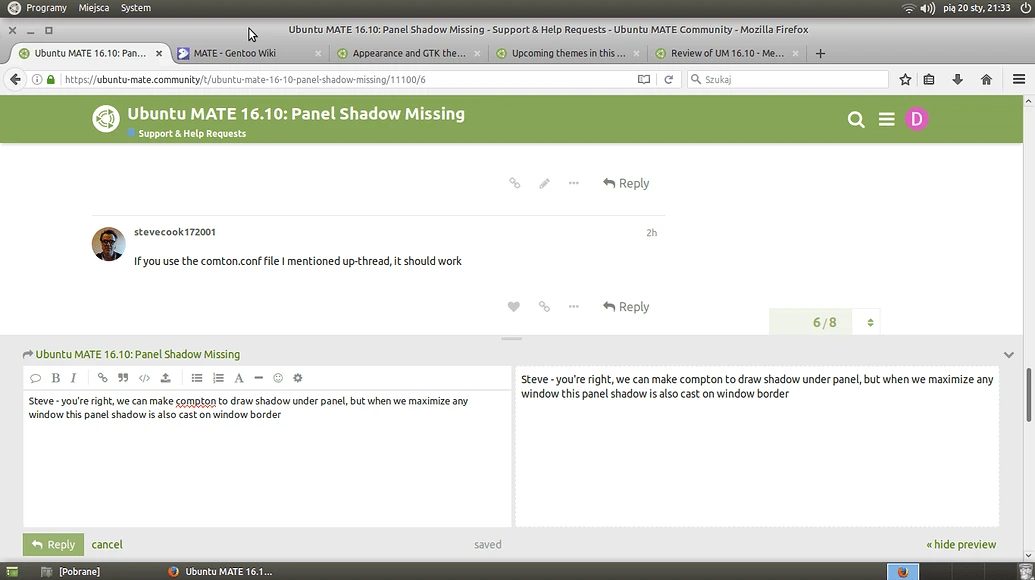 Programy Miejsca System pią 20 sty, 21:33
Ubuntu MATE 16.10: Panel Shadow Missing - Support & Help Requests - Ubuntu MATE Community - Mozilla Firefox
Ubuntu MATE 16.10: Pan... MATE - Gentoo Wiki Appearance and GTK the... Upcoming themes in this ... Review of UM 16.10 - Me...
https://ubuntu-mate.community/t/ubuntu-mate-16-10-panel-shadow-missing/11100/6 Szukaj
Ubuntu MATE 16.10: Panel Shadow Missing
Support & Help Requests
D
Reply
stevecook172001 2h
If you use the comton.conf file I mentioned up-thread, it should work
Reply
6/8
Ubuntu MATE 16.10: Panel Shadow Missing
B I A
Steve - you're right, we can make compton to draw shadow under panel, but when we maximize any
window this panel shadow is also cast on window border
Steve - you're right, we can make compton to draw shadow under panel, but when we maximize any
window this panel shadow is also cast on window border
Reply cancel saved « hide preview
[Pobrane] Ubuntu MATE 16.1...